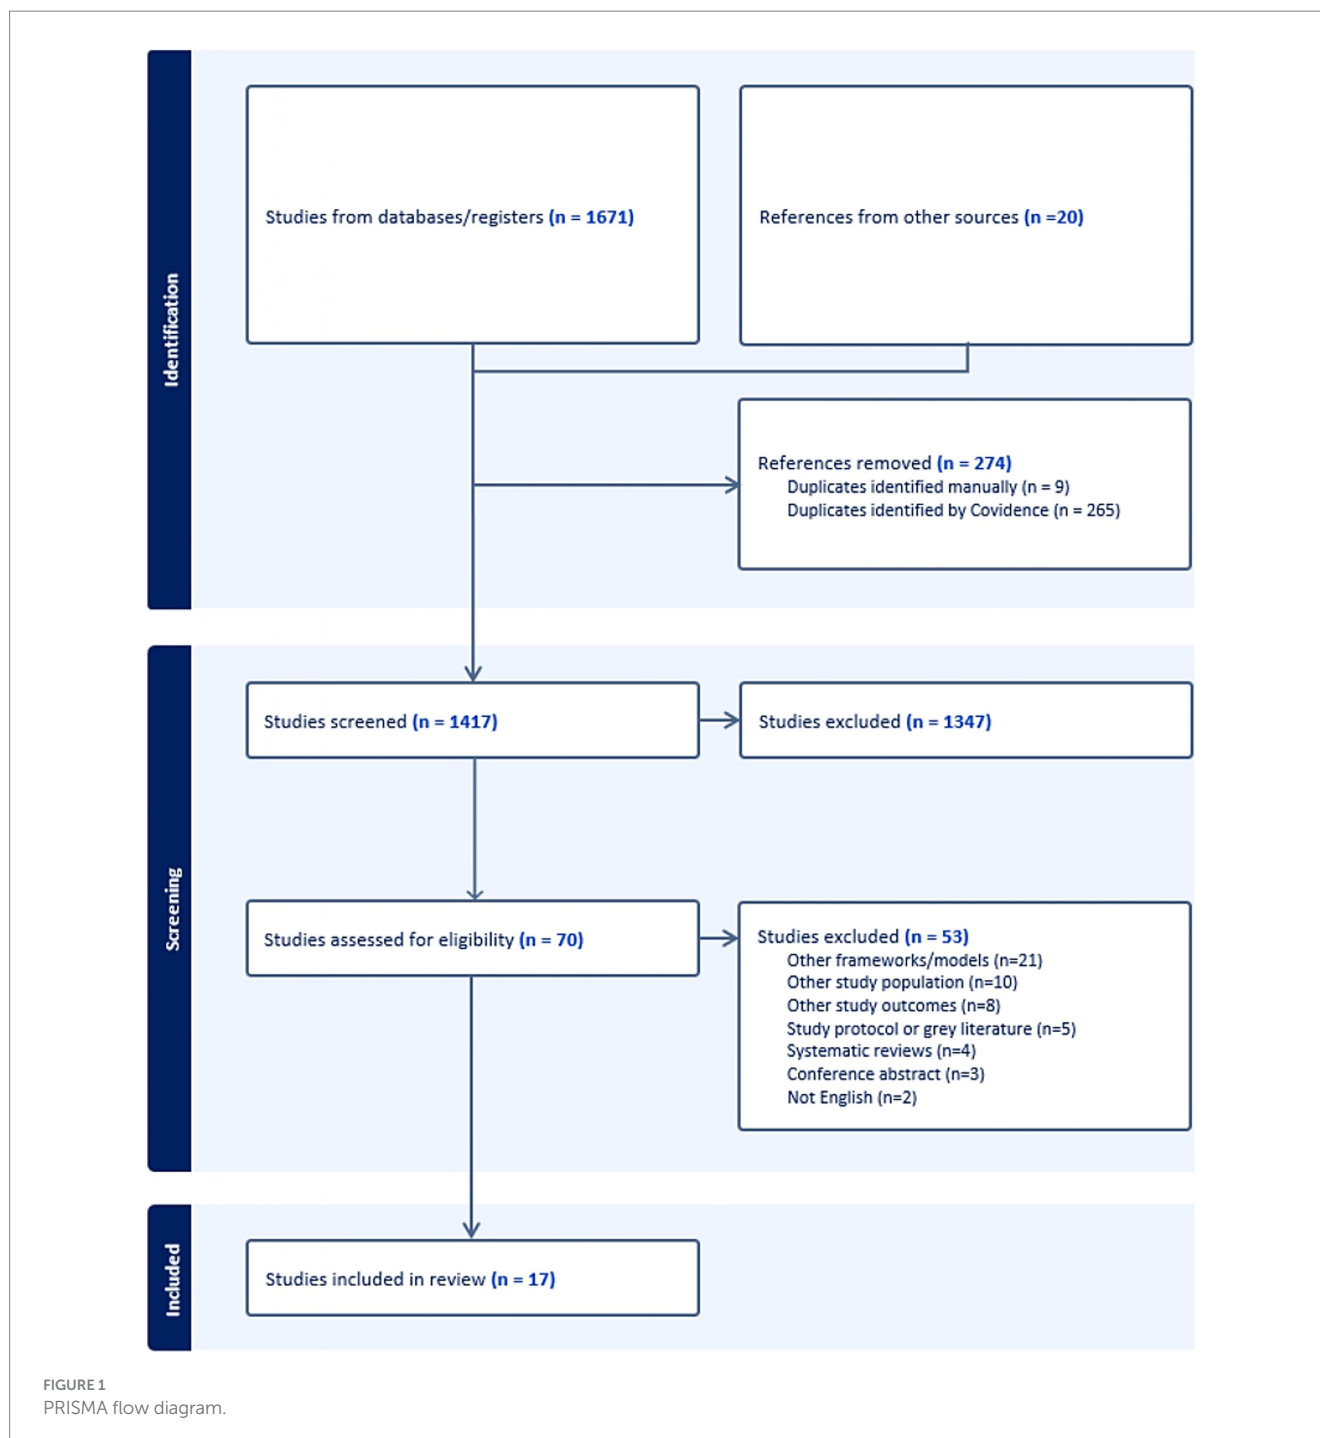 Identification
Studies from databases/registers (n = 1671)
References from other sources (n =20)
References removed (n = 274)
Duplicates identified manually (n = 9)
Duplicates identified by Covidence (n = 265)
Screening
Studies screened (n = 1417)
Studies excluded (n = 1347)
Studies assessed for eligibility (n = 70)
Studies excluded (n = 53)
Other frameworks/models (n=21)
Other study population (n=10)
Other study outcomes (n=8)
Study protocol or grey literature (n=5)
Systematic reviews (n=4)
Conference abstract (n=3)
Not English (n=2)
Included
Studies included in review (n = 17)
FIGURE 1
PRISMA flow diagram.